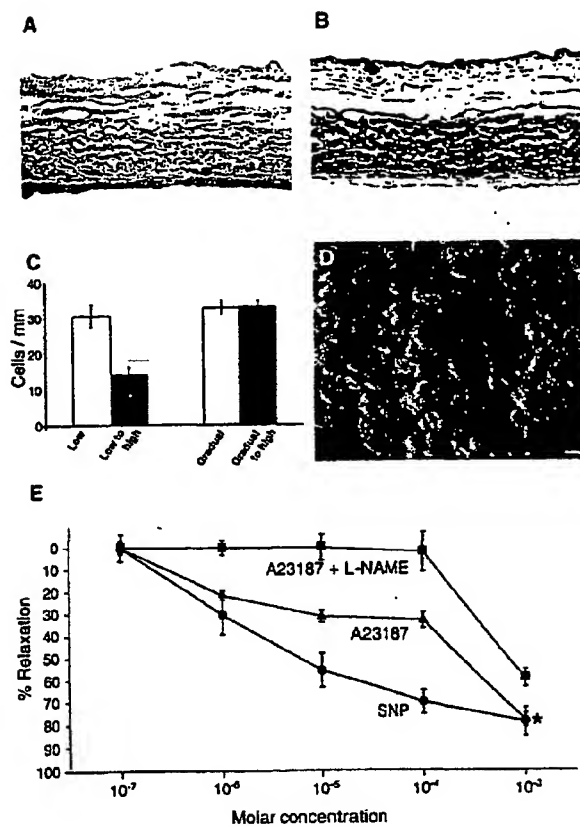 A
B
C
Cells / mm
40
30
20
10
0
Low
Low to high
Gradual
Gradual to high
D
E
% Relaxation
0
10
20
30
40
50
60
70
80
90
100
A23187 + L-NAME
A23187
SNP
*
10⁻⁷
10⁻⁶
10⁻⁵
10⁻⁴
10⁻³
Molar concentration